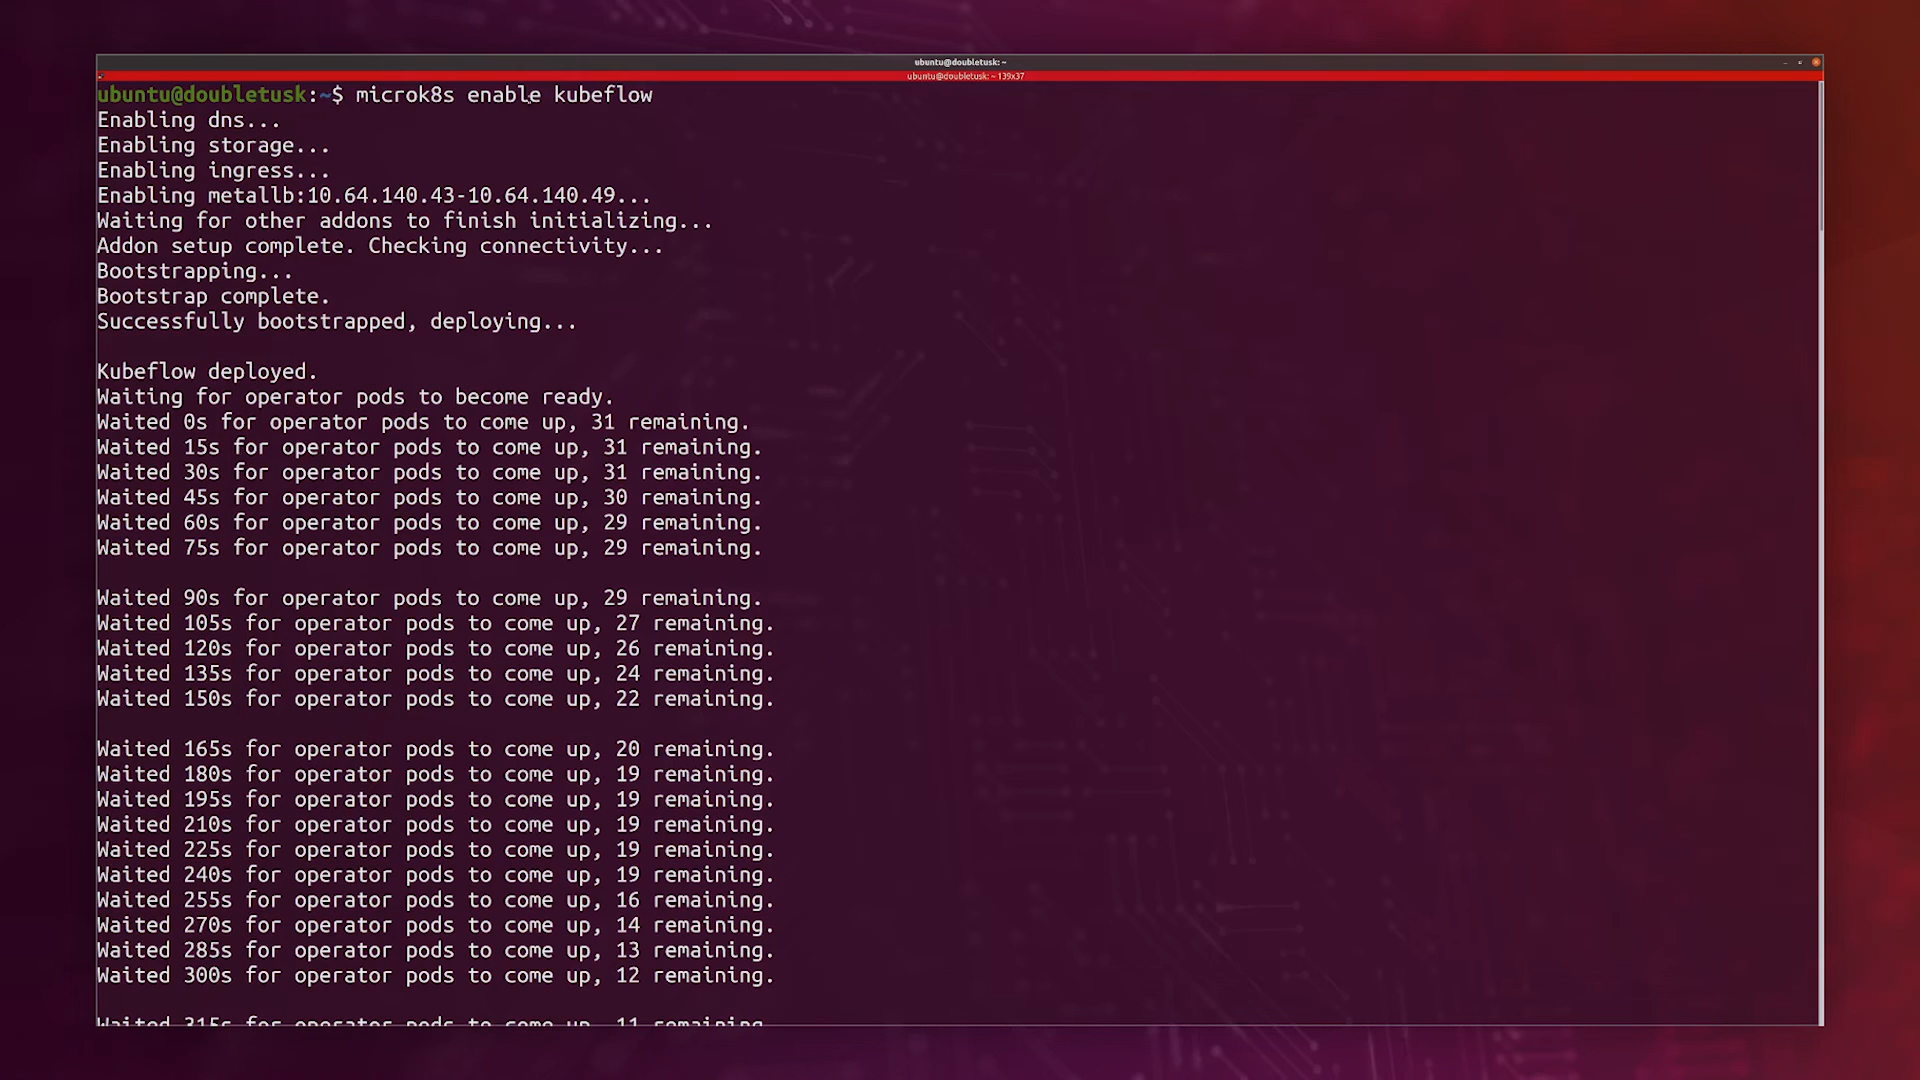 ubuntu@doubletusk: ~
ubuntu@doubletusk: ~ 139x37
ubuntu@doubletusk:~$ microk8s enable kubeflow
Enabling dns...
Enabling storage...
Enabling ingress...
Enabling metallb:10.64.140.43-10.64.140.49...
Waiting for other addons to finish initializing...
Addon setup complete. Checking connectivity...
Bootstrapping...
Bootstrap complete.
Successfully bootstrapped, deploying...
Kubeflow deployed.
Waiting for operator pods to become ready.
Waited 0s for operator pods to come up, 31 remaining.
Waited 15s for operator pods to come up, 31 remaining.
Waited 30s for operator pods to come up, 31 remaining.
Waited 45s for operator pods to come up, 30 remaining.
Waited 60s for operator pods to come up, 29 remaining.
Waited 75s for operator pods to come up, 29 remaining.
Waited 90s for operator pods to come up, 29 remaining.
Waited 105s for operator pods to come up, 27 remaining.
Waited 120s for operator pods to come up, 26 remaining.
Waited 135s for operator pods to come up, 24 remaining.
Waited 150s for operator pods to come up, 22 remaining.
Waited 165s for operator pods to come up, 20 remaining.
Waited 180s for operator pods to come up, 19 remaining.
Waited 195s for operator pods to come up, 19 remaining.
Waited 210s for operator pods to come up, 19 remaining.
Waited 225s for operator pods to come up, 19 remaining.
Waited 240s for operator pods to come up, 19 remaining.
Waited 255s for operator pods to come up, 16 remaining.
Waited 270s for operator pods to come up, 14 remaining.
Waited 285s for operator pods to come up, 13 remaining.
Waited 300s for operator pods to come up, 12 remaining.
Waited 315s for operator pods to come up, 11 remaining.